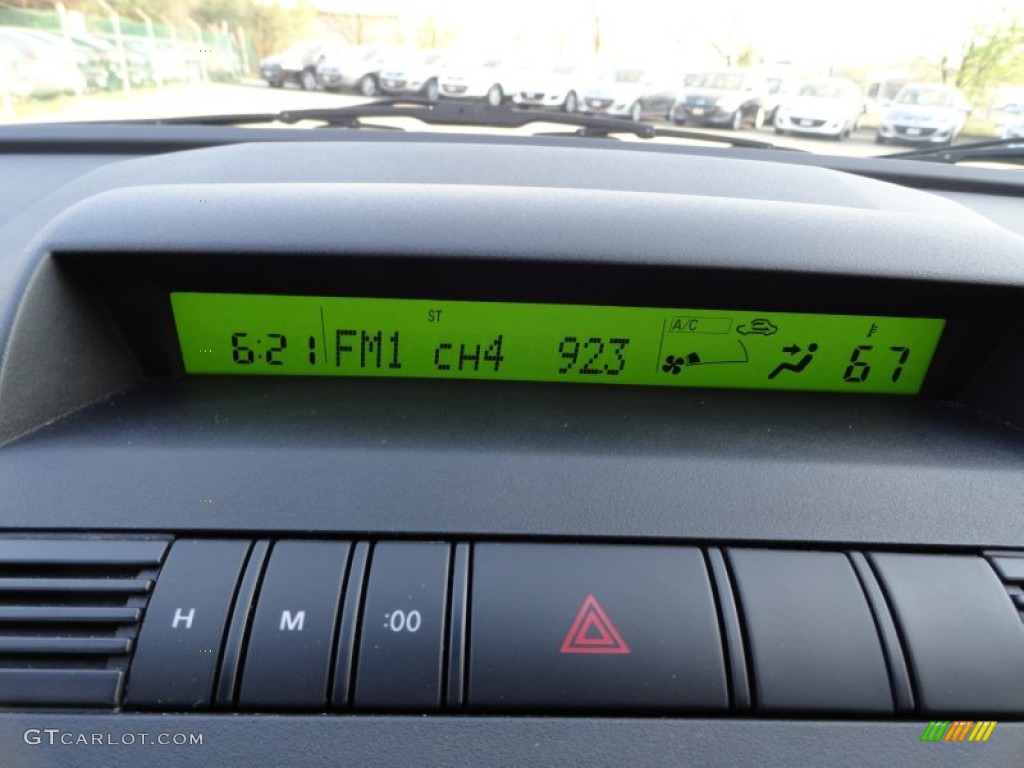 ST
A/C
6:21 FM1 CH4 923 67
H M :00
GTCARLOT.COM